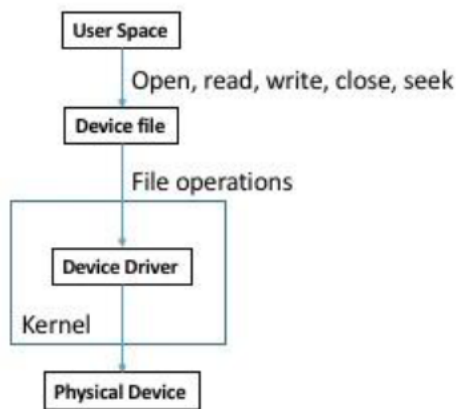 User Space
Open, read, write, close, seek
Device file
File operations
Device Driver
Kernel
Physical Device